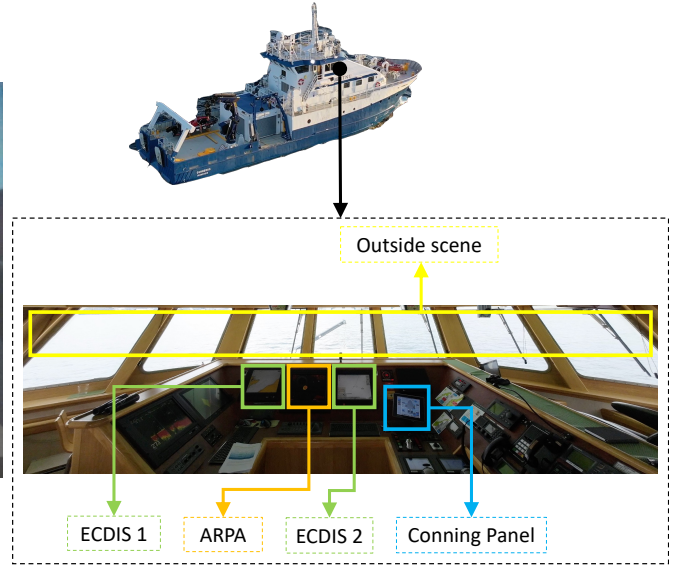 Outside scene
ECDIS 1
ARPA
ECDIS 2
Conning Panel